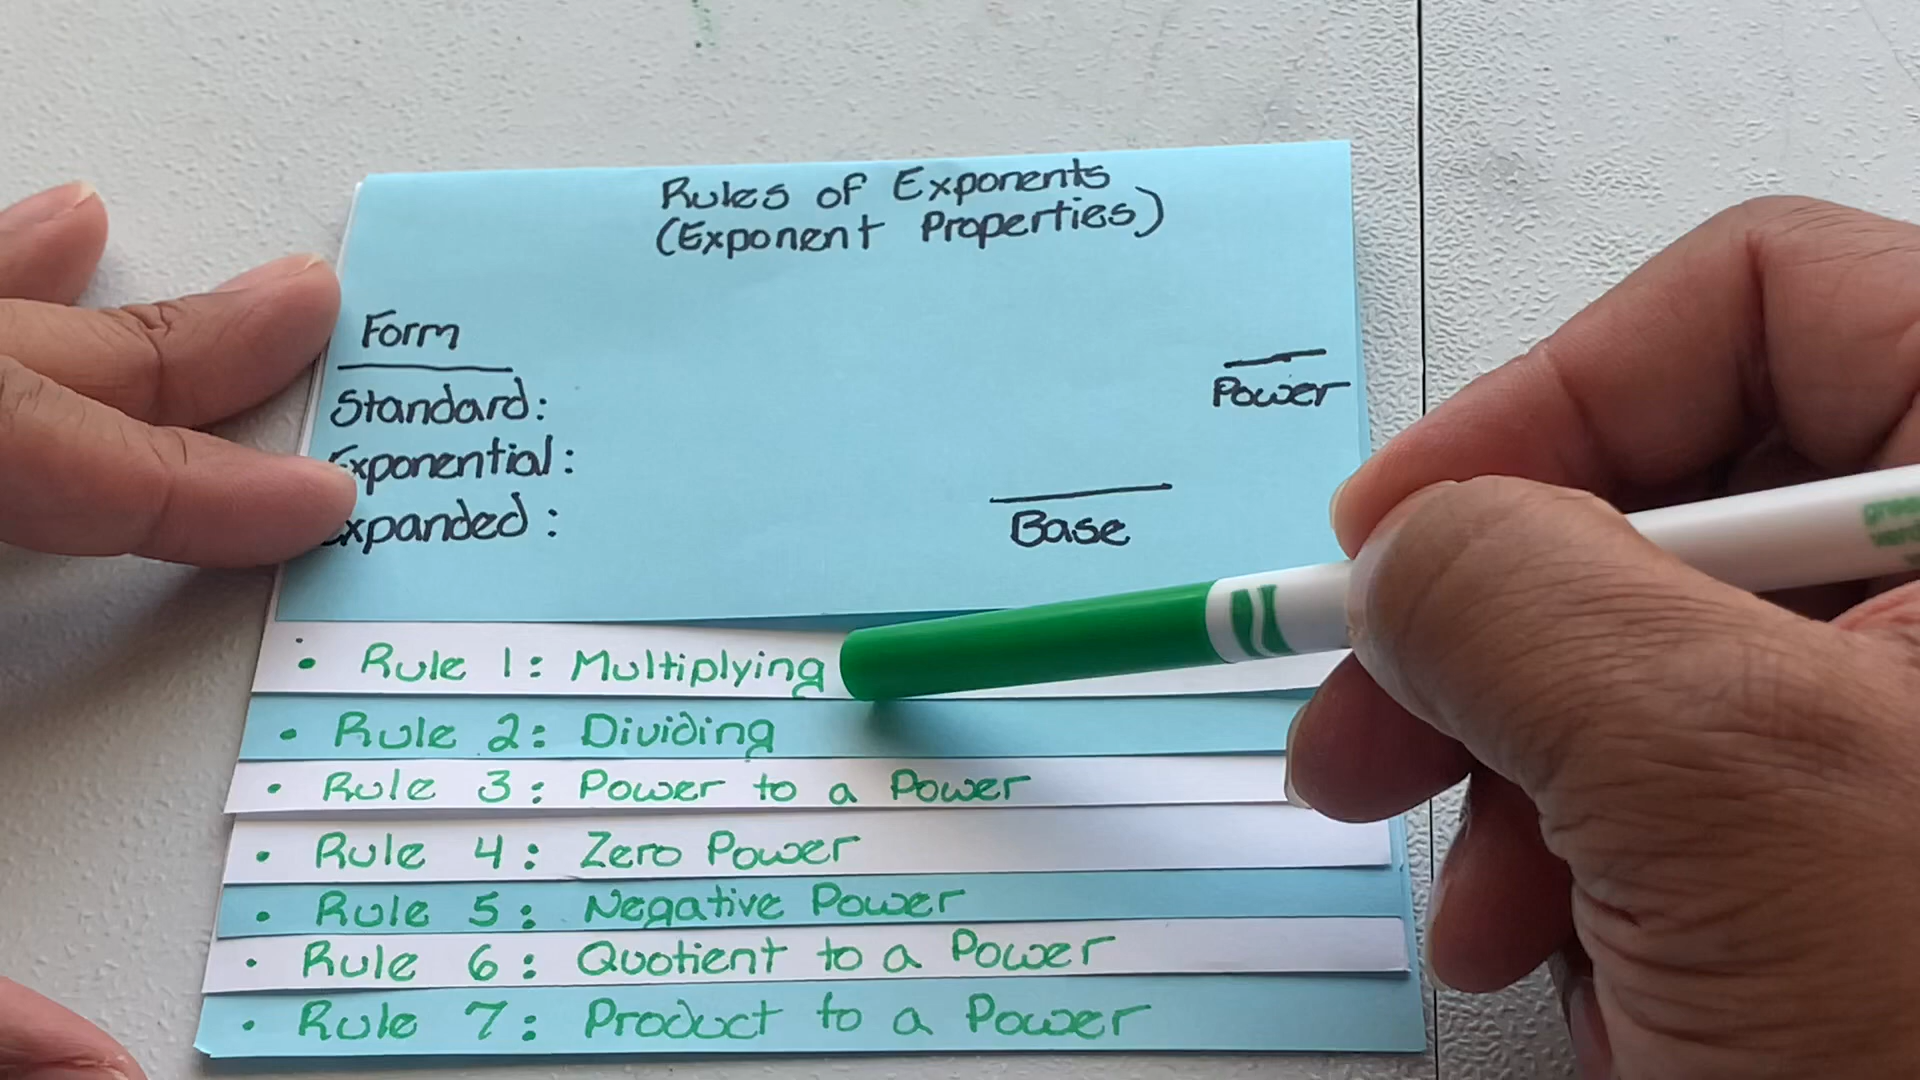 Rules of Exponents
(Exponent Properties)
Form
Standard:
Exponential:
Expanded:
Power
Base
• Rule 1: Multiplying
• Rule 2: Dividing
• Rule 3: Power to a Power
• Rule 4: Zero Power
• Rule 5: Negative Power
• Rule 6: Quotient to a Power
• Rule 7: Product to a Power